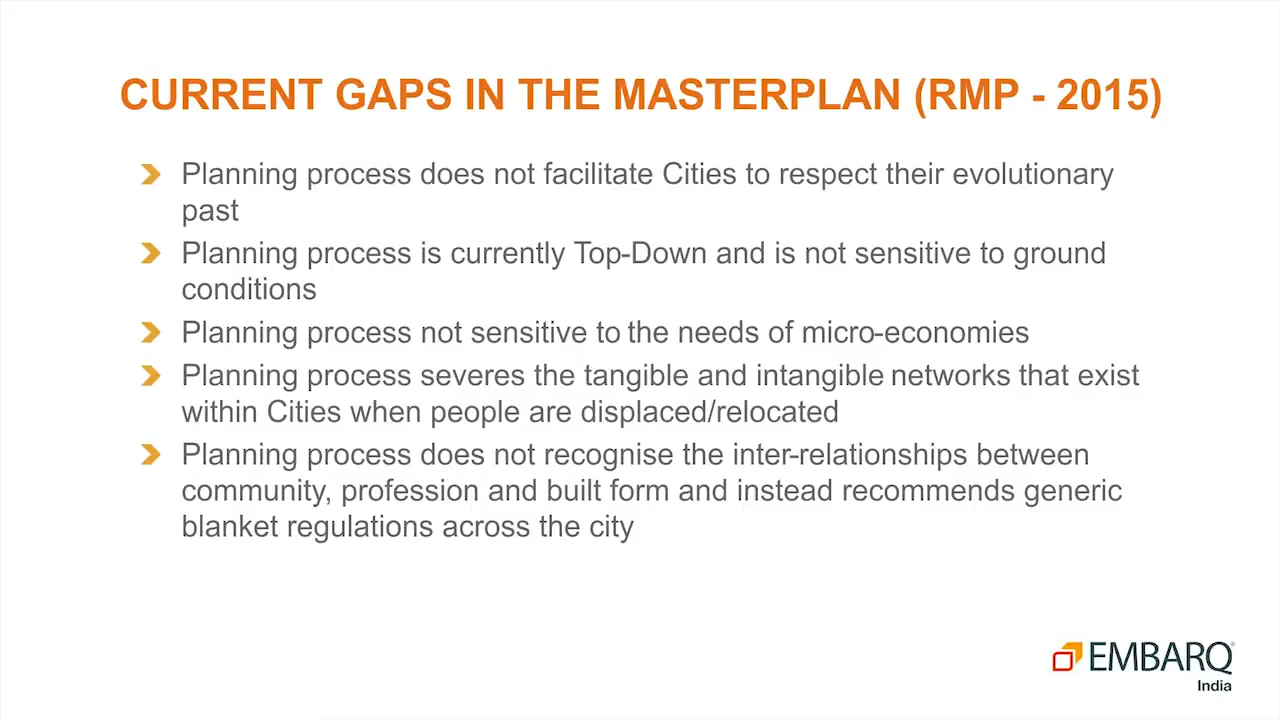 CURRENT GAPS IN THE MASTERPLAN (RMP - 2015)
Planning process does not facilitate Cities to respect their evolutionary
past
Planning process is currently Top-Down and is not sensitive to ground
conditions
Planning process not sensitive to the needs of micro-economies
Planning process severes the tangible and intangible networks that exist
within Cities when people are displaced/relocated
Planning process does not recognise the inter-relationships between
community, profession and built form and instead recommends generic
blanket regulations across the city
EMBARQ®
India